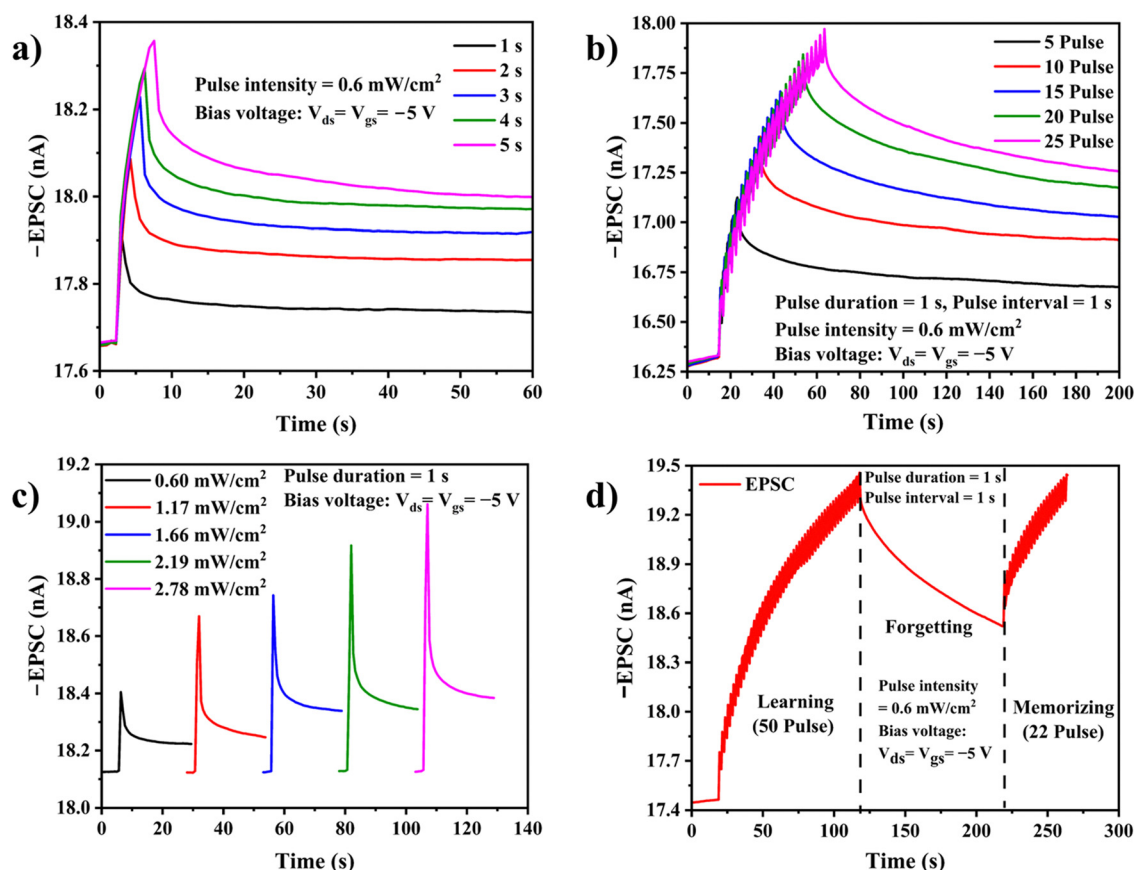 a)
18.4
18.2
18.0
17.8
17.6
−EPSC (nA)
Pulse intensity = 0.6 mW/cm²
Bias voltage: V_ds= V_gs= −5 V
1 s
2 s
3 s
4 s
5 s
0 10 20 30 40 50 60
Time (s)
b)
18.00
17.75
17.50
17.25
17.00
16.75
16.50
16.25
−EPSC (nA)
5 Pulse
10 Pulse
15 Pulse
20 Pulse
25 Pulse
Pulse duration = 1 s, Pulse interval = 1 s
Pulse intensity = 0.6 mW/cm²
Bias voltage: V_ds= V_gs= −5 V
0 20 40 60 80 100 120 140 160 180 200
Time (s)
c)
19.2
19.0
18.8
18.6
18.4
18.2
18.0
−EPSC (nA)
0.60 mW/cm²
1.17 mW/cm²
1.66 mW/cm²
2.19 mW/cm²
2.78 mW/cm²
Pulse duration = 1 s
Bias voltage: V_ds= V_gs= −5 V
0 20 40 60 80 100 120 140
Time (s)
d)
19.5
19.2
18.9
18.6
18.3
18.0
17.7
17.4
−EPSC (nA)
EPSC
Pulse duration = 1 s
Pulse interval = 1 s
Forgetting
Learning
(50 Pulse)
Pulse intensity
= 0.6 mW/cm²
Bias voltage:
V_ds= V_gs= −5 V
Memorizing
(22 Pulse)
0 50 100 150 200 250 300
Time (s)